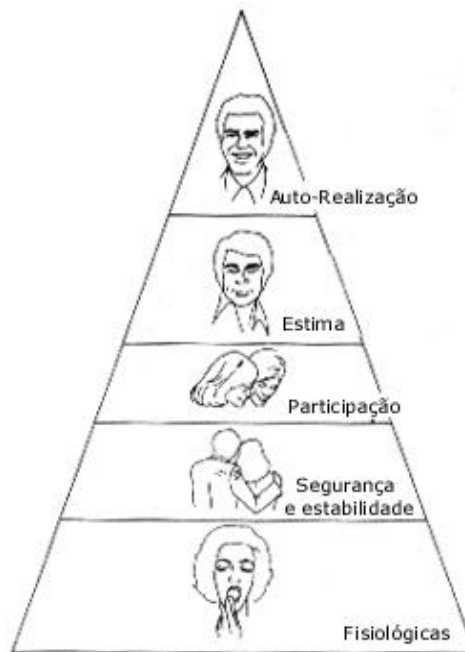 Auto-Realização
Estima
Participação
Segurança
e estabilidade
Fisiológicas